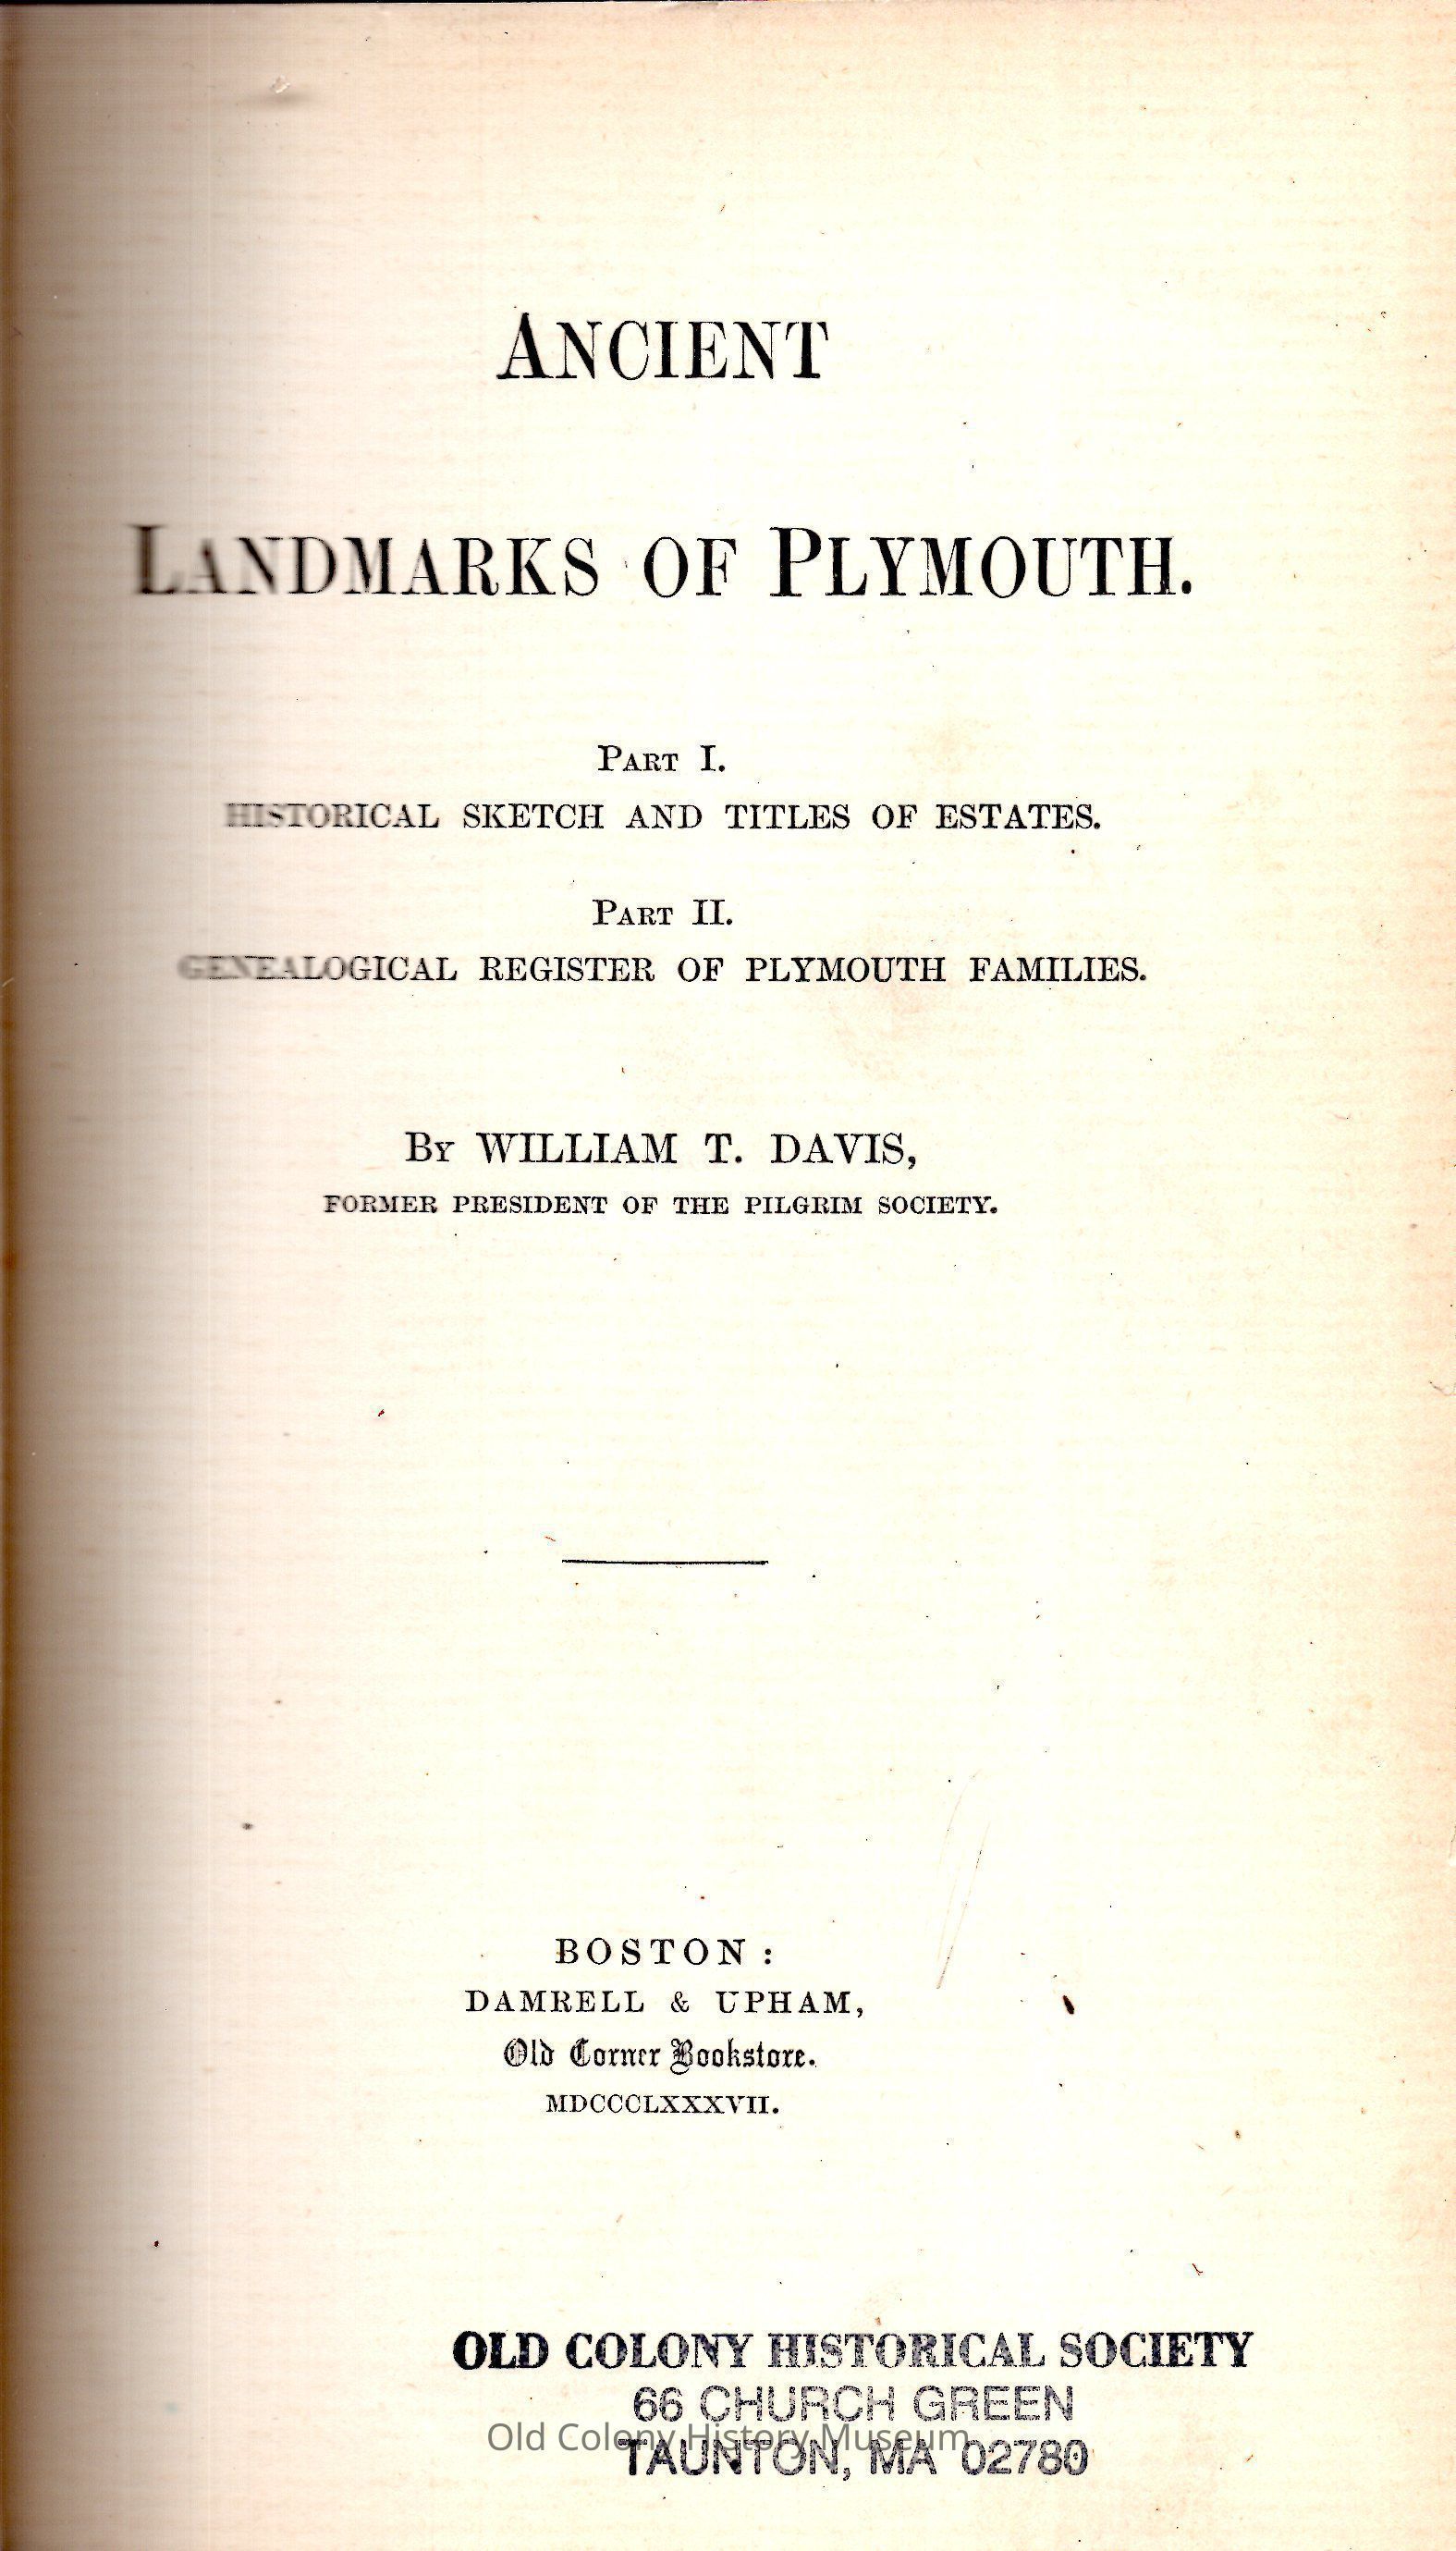 ANCIENT
LANDMARKS OF PLYMOUTH.
PART I.
HISTORICAL SKETCH AND TITLES OF ESTATES.
PART II.
GENEALOGICAL REGISTER OF PLYMOUTH FAMILIES.
BY WILLIAM T. DAVIS,
FORMER PRESIDENT OF THE PILGRIM SOCIETY.
BOSTON:
DAMRELL & UPHAM,
Old Corner Bookstore.
MDCCCLXXXVII.
OLD COLONY HISTORICAL SOCIETY
66 CHURCH GREEN
Old Colony History Museum
TAUNTON, MA 02780